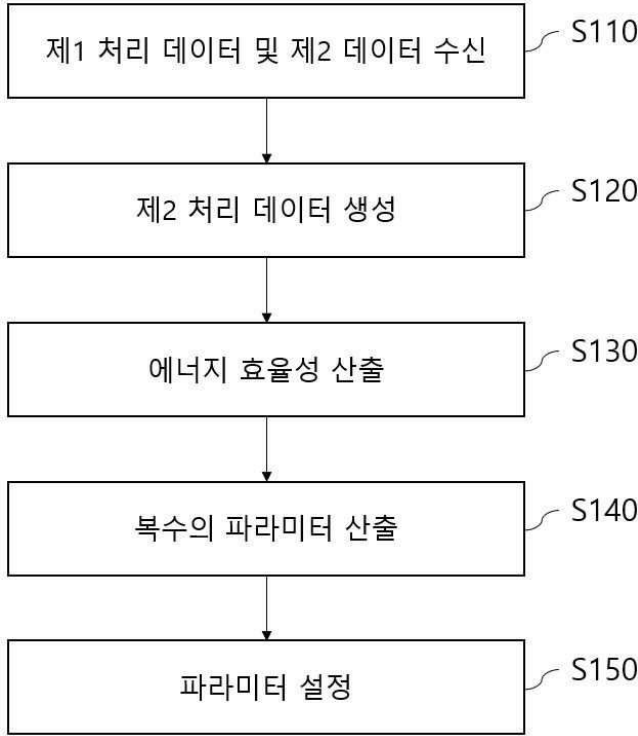 제1 처리 데이터 및 제2 데이터 수신 S110
제2 처리 데이터 생성 S120
에너지 효율성 산출 S130
복수의 파라미터 산출 S140
파라미터 설정 S150